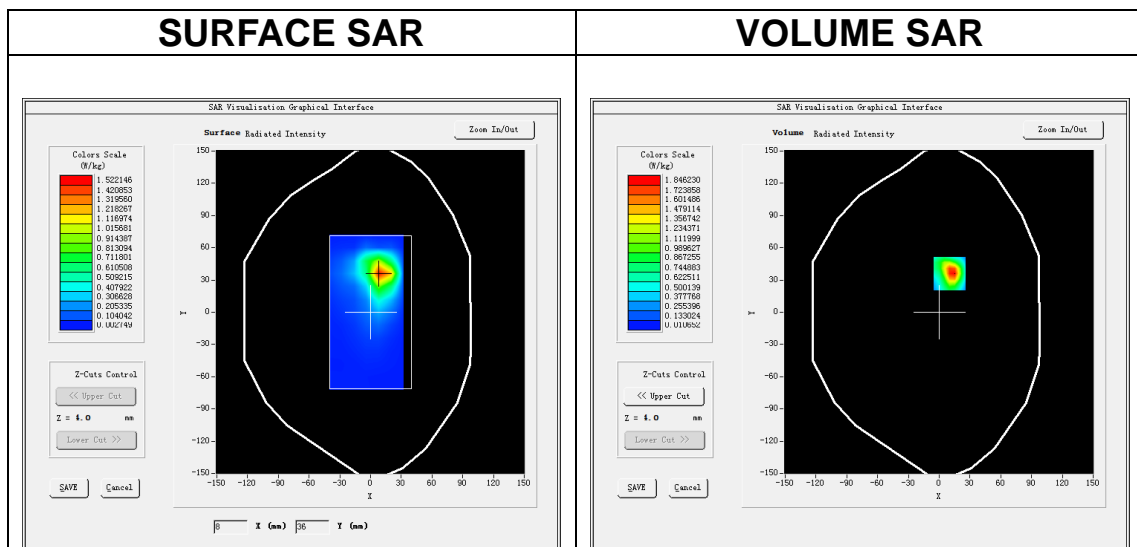 SURFACE SAR
VOLUME SAR
SAR Visualisation Graphical Interface
Surface Radiated Intensity
Zoom In/Out
Colors Scale
(W/kg)
1.522146
1.420853
1.319560
1.218267
1.116974
1.015681
0.914387
0.813094
0.711801
0.610508
0.509215
0.407922
0.306628
0.205335
0.104042
0.002749
150
120
90
60
30
0
-30
-60
-90
-120
-150
Y
-150 -120 -90 -60 -30 0 30 60 90 120 150
X
Z-Cuts Control
<< Upper Cut
Z = 4.0 mm
Lower Cut >>
SAVE Cancel
8 X (mm) 36 Y (mm)
SAR Visualisation Graphical Interface
Volume Radiated Intensity
Zoom In/Out
Colors Scale
(W/kg)
1.846230
1.723858
1.601486
1.479114
1.356742
1.234371
1.111999
0.989627
0.867255
0.744883
0.622511
0.500139
0.377768
0.255396
0.133024
0.010652
150
120
90
60
30
0
-30
-60
-90
-120
-150
Y
-150 -120 -90 -60 -30 0 30 60 90 120 150
X
Z-Cuts Control
<< Upper Cut
Z = 4.0 mm
Lower Cut >>
SAVE Cancel